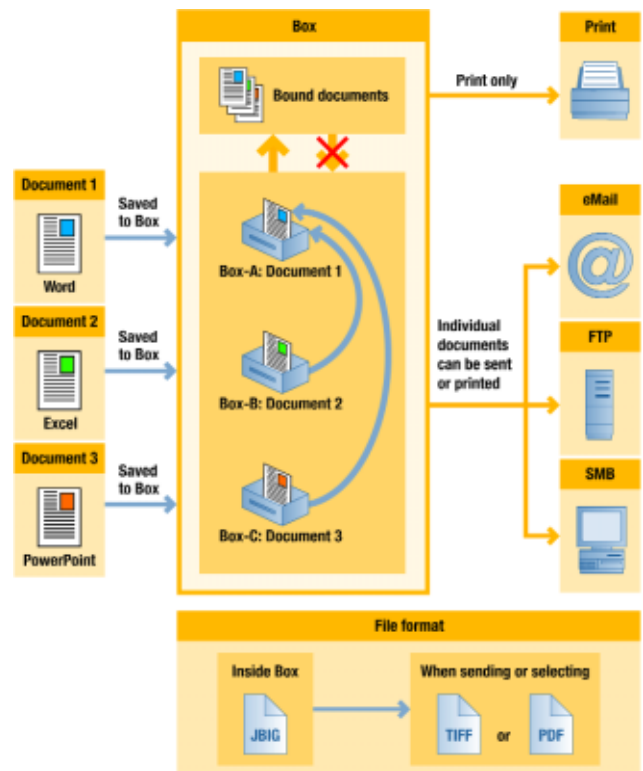 Box
Print
Bound documents
Print only
Document 1
Saved
to Box
Word
eMail
Box-A: Document 1
Document 2
Saved
to Box
Excel
Box-B: Document 2
Individual
documents
can be sent
or printed
FTP
Document 3
Saved
to Box
PowerPoint
Box-C: Document 3
SMB
File format
Inside Box
When sending or selecting
JBIG
TIFF or PDF